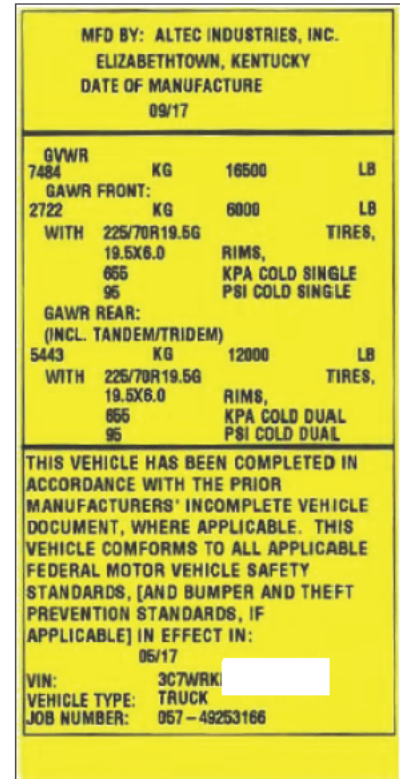 MFD BY: ALTEC INDUSTRIES, INC.
ELIZABETHTOWN, KENTUCKY
DATE OF MANUFACTURE
09/17
GVWR
7484 KG 16500 LB
GAWR FRONT:
2722 KG 6000 LB
WITH 225/70R19.5G TIRES,
19.5X6.0 RIMS,
655 KPA COLD SINGLE
95 PSI COLD SINGLE
GAWR REAR:
(INCL. TANDEM/TRIDEM)
5443 KG 12000 LB
WITH 225/70R19.5G TIRES,
19.5X6.0 RIMS,
655 KPA COLD DUAL
95 PSI COLD DUAL
THIS VEHICLE HAS BEEN COMPLETED IN
ACCORDANCE WITH THE PRIOR
MANUFACTURERS' INCOMPLETE VEHICLE
DOCUMENT, WHERE APPLICABLE. THIS
VEHICLE COMFORMS TO ALL APPLICABLE
FEDERAL MOTOR VEHICLE SAFETY
STANDARDS, [AND BUMPER AND THEFT
PREVENTION STANDARDS, IF
APPLICABLE] IN EFFECT IN:
05/17
VIN: 3C7WRK
VEHICLE TYPE: TRUCK
JOB NUMBER: 057-49253166